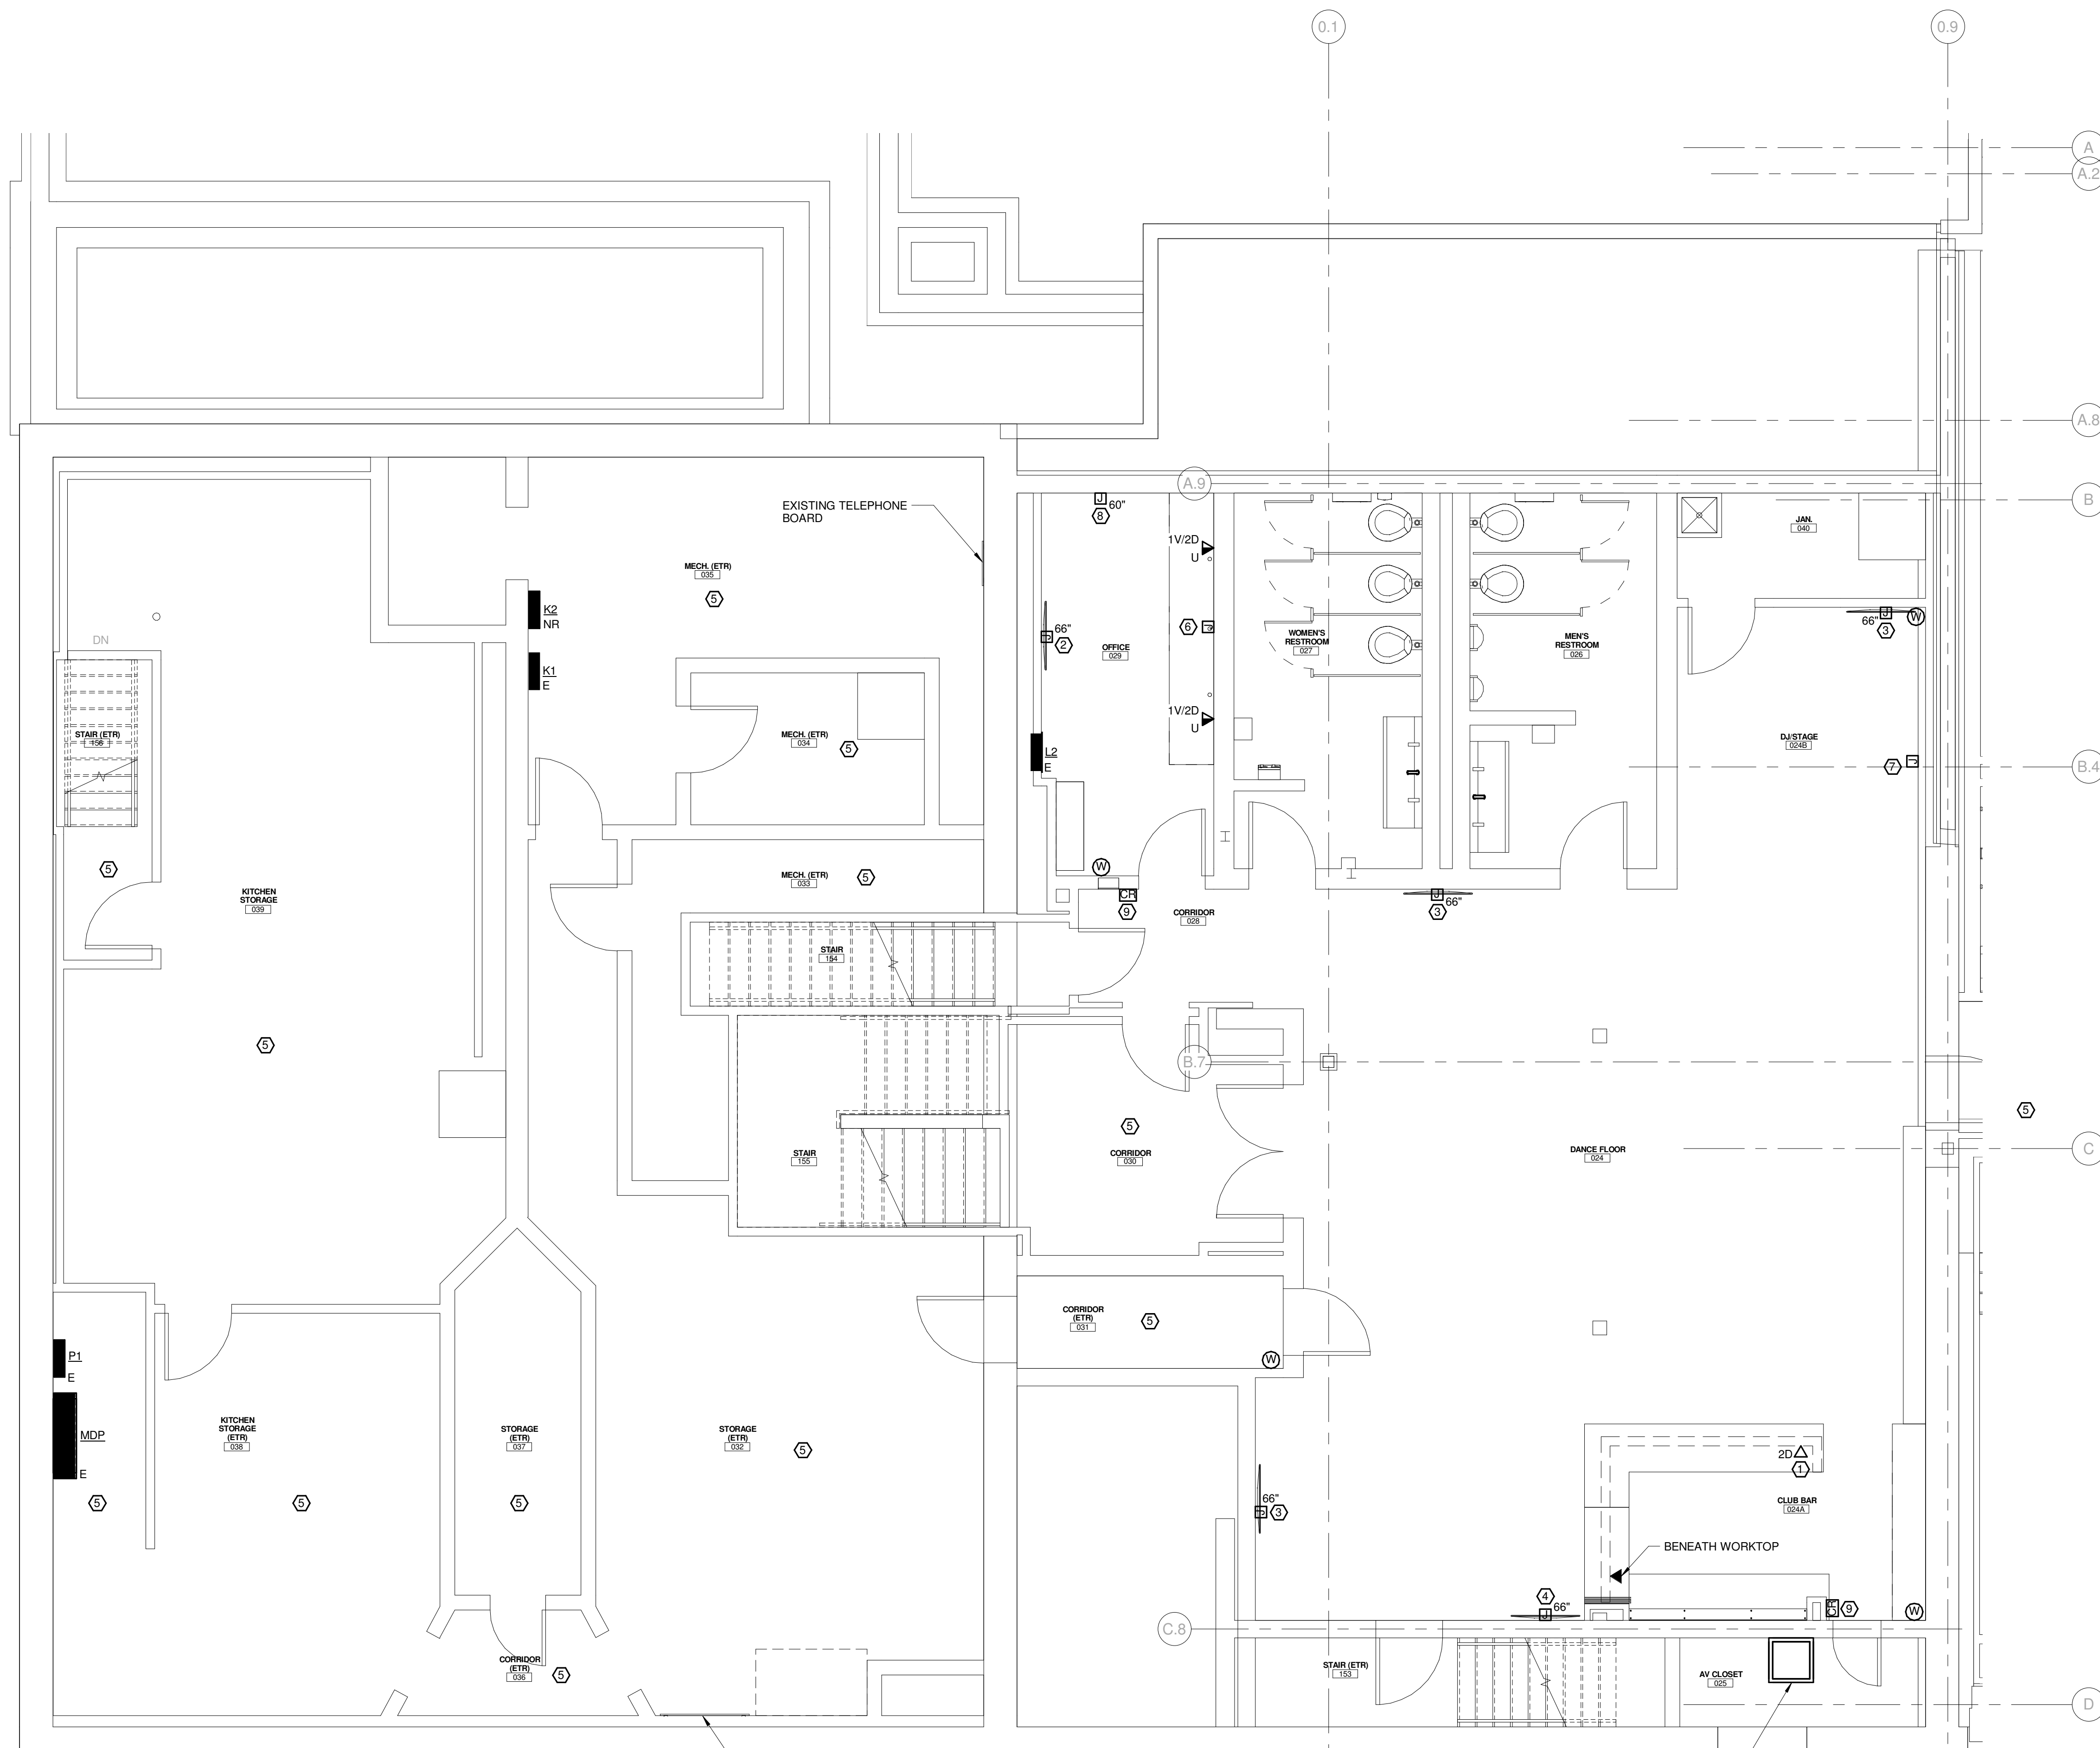 0.1
0.9
A
A.2
A.8
A.9
B
EXISTING TELEPHONE
BOARD
J
60"
8
1V/2D
U
JAN.
040
MECH. (ETR)
035
5
K2
NR
K1
E
DN
STAIR (ETR)
156
5
J
66"
2
OFFICE
029
6
J
WOMEN'S
RESTROOM
027
MEN'S
RESTROOM
026
J
66"
3
W
1V/2D
U
L2
E
MECH. (ETR)
034
5
DJ/STAGE
024B
7
J
B.4
KITCHEN
STORAGE
039
MECH. (ETR)
033
5
W
CR
9
CORRIDOR
028
J
66"
3
STAIR
154
5
B.7
5
CORRIDOR
030
STAIR
155
DANCE FLOOR
024
5
C
CORRIDOR
(ETR)
031
5
W
P1
E
MDP
E
5
KITCHEN
STORAGE
(ETR)
038
5
STORAGE
(ETR)
037
5
STORAGE
(ETR)
032
5
2D
1
CLUB BAR
024A
66"
J
3
BENEATH WORKTOP
4
J
66"
CR
9
W
C.8
CORRIDOR
(ETR)
036
5
STAIR (ETR)
153
AV CLOSET
025
D